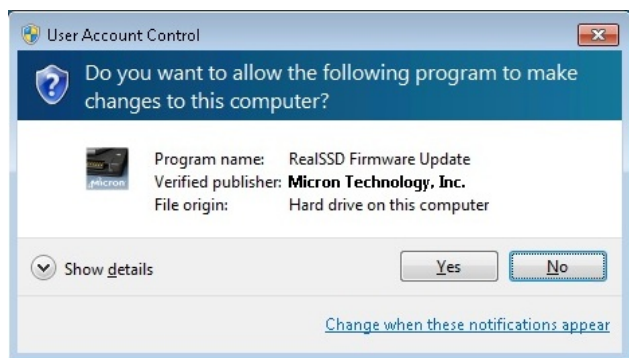 User Account Control
Do you want to allow the following program to make
changes to this computer?
Micron
Program name: RealSSD Firmware Update
Verified publisher: Micron Technology, Inc.
File origin: Hard drive on this computer
Show details
Yes
No
Change when these notifications appear